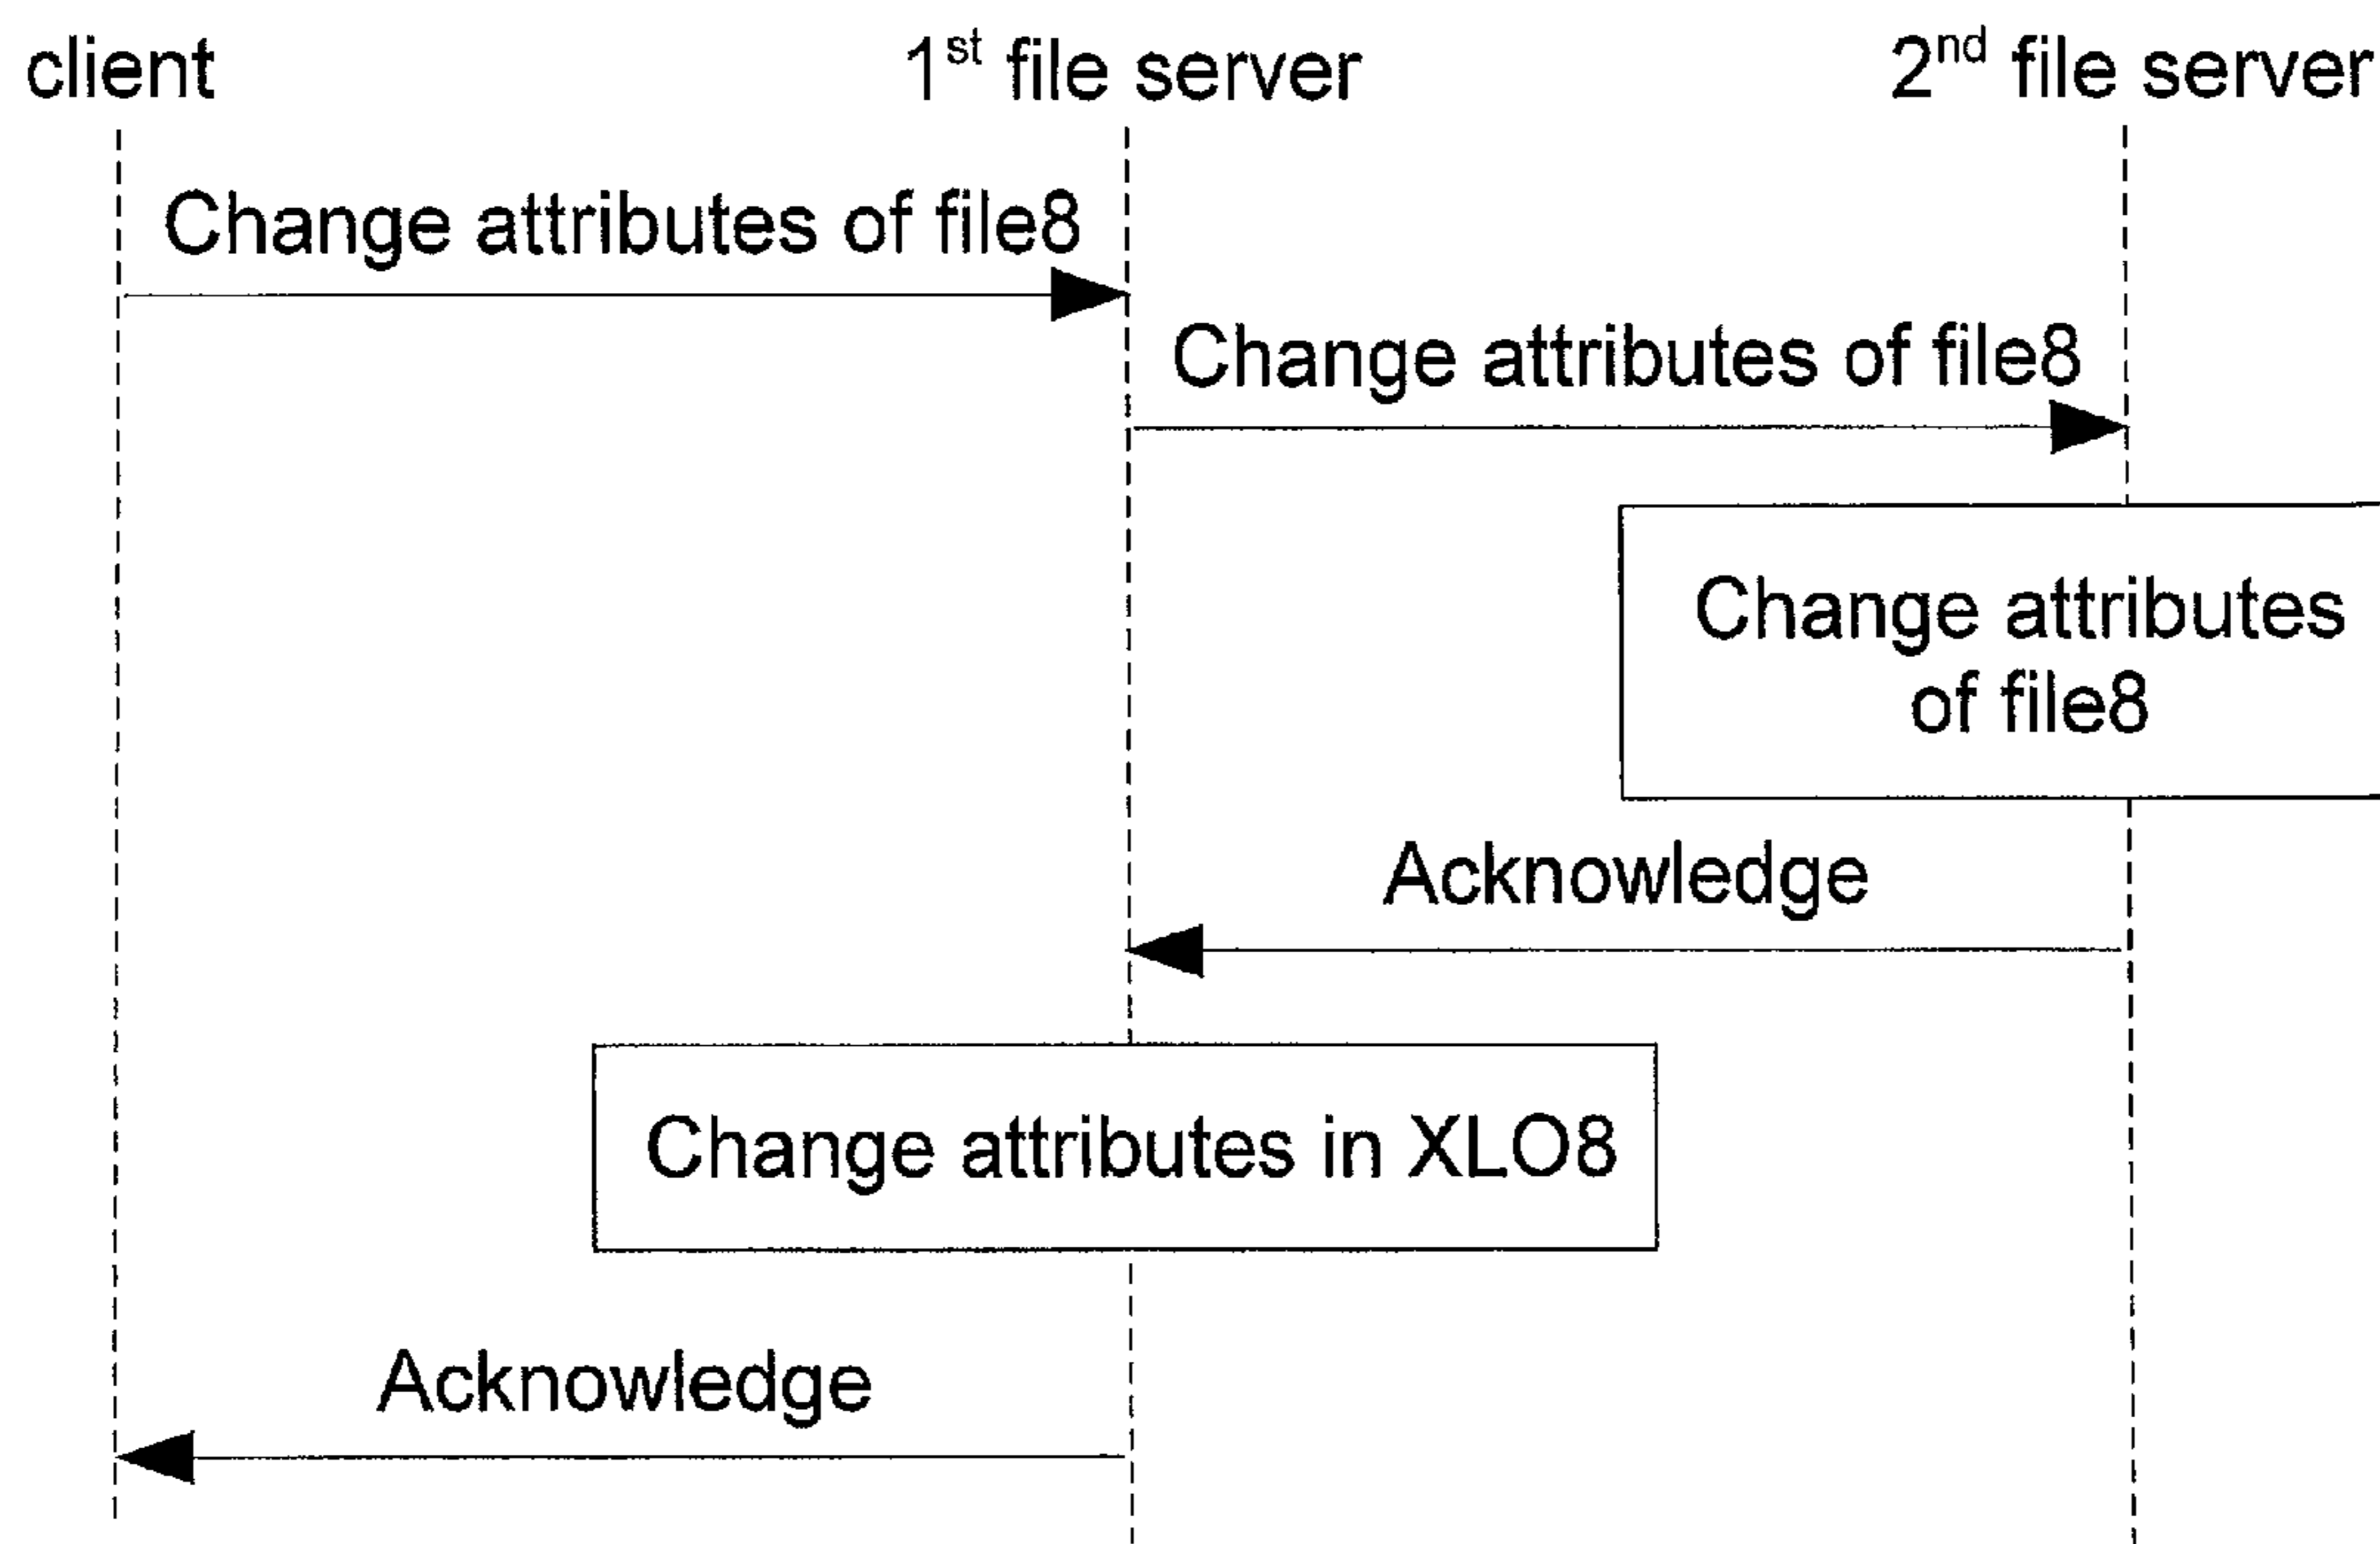 client
1st file server
2nd file server
Change attributes of file8
Change attributes of file8
Change attributes
of file8
Acknowledge
Change attributes in XLO8
Acknowledge